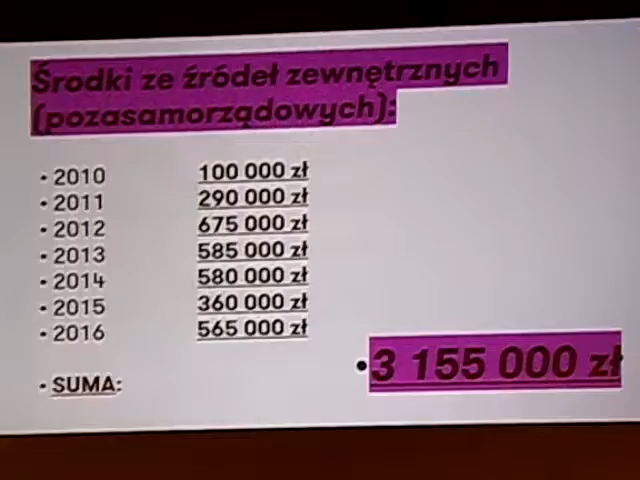 Środki ze źródeł zewnętrznych
(pozasamorządowych):
• 2010 100 000 zł
• 2011 290 000 zł
• 2012 675 000 zł
• 2013 585 000 zł
• 2014 580 000 zł
• 2015 360 000 zł
• 2016 565 000 zł
• 3 155 000 zł
• SUMA: